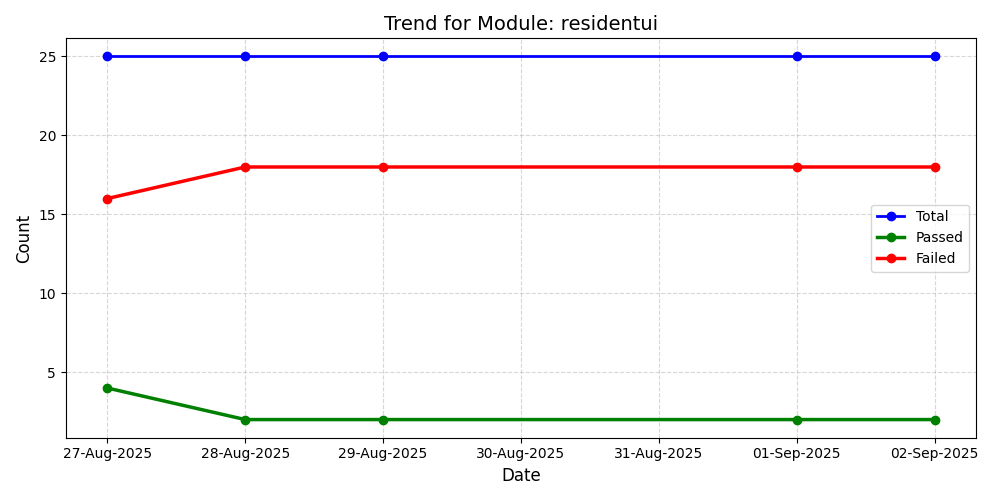 Trend for Module: residentui
Count
25
20
15
10
5
Total
Passed
Failed
27-Aug-2025 28-Aug-2025 29-Aug-2025 30-Aug-2025 31-Aug-2025 01-Sep-2025 02-Sep-2025
Date